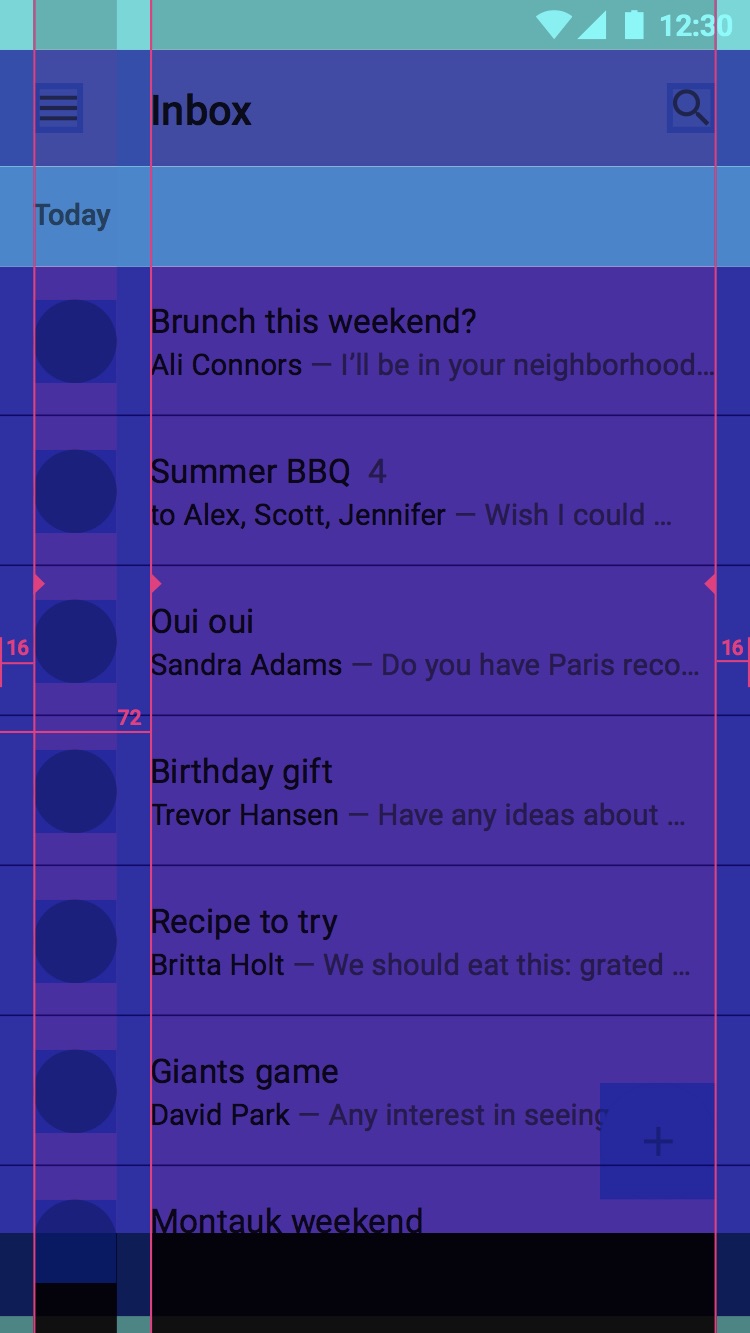 12:30
Inbox
Today
Brunch this weekend?
Ali Connors — I’ll be in your neighborhood…
Summer BBQ 4
to Alex, Scott, Jennifer — Wish I could …
Oui oui
16
16
Sandra Adams — Do you have Paris reco…
72
Birthday gift
Trevor Hansen — Have any ideas about …
Recipe to try
Britta Holt — We should eat this: grated …
Giants game
David Park — Any interest in seeing
+
Montauk weekend